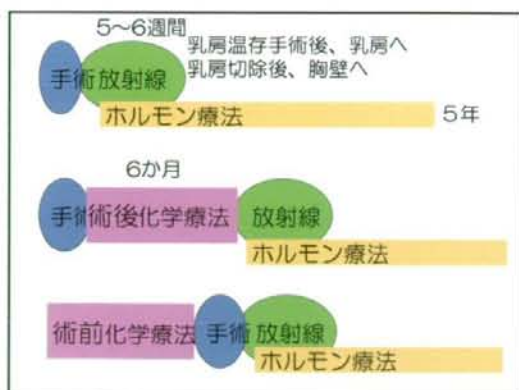 5〜6週間
乳房温存手術後、乳房へ
乳房切除後、胸壁へ
手術 放射線
ホルモン療法 5年
6か月
手術 術後化学療法 放射線
ホルモン療法
術前化学療法 手術 放射線
ホルモン療法